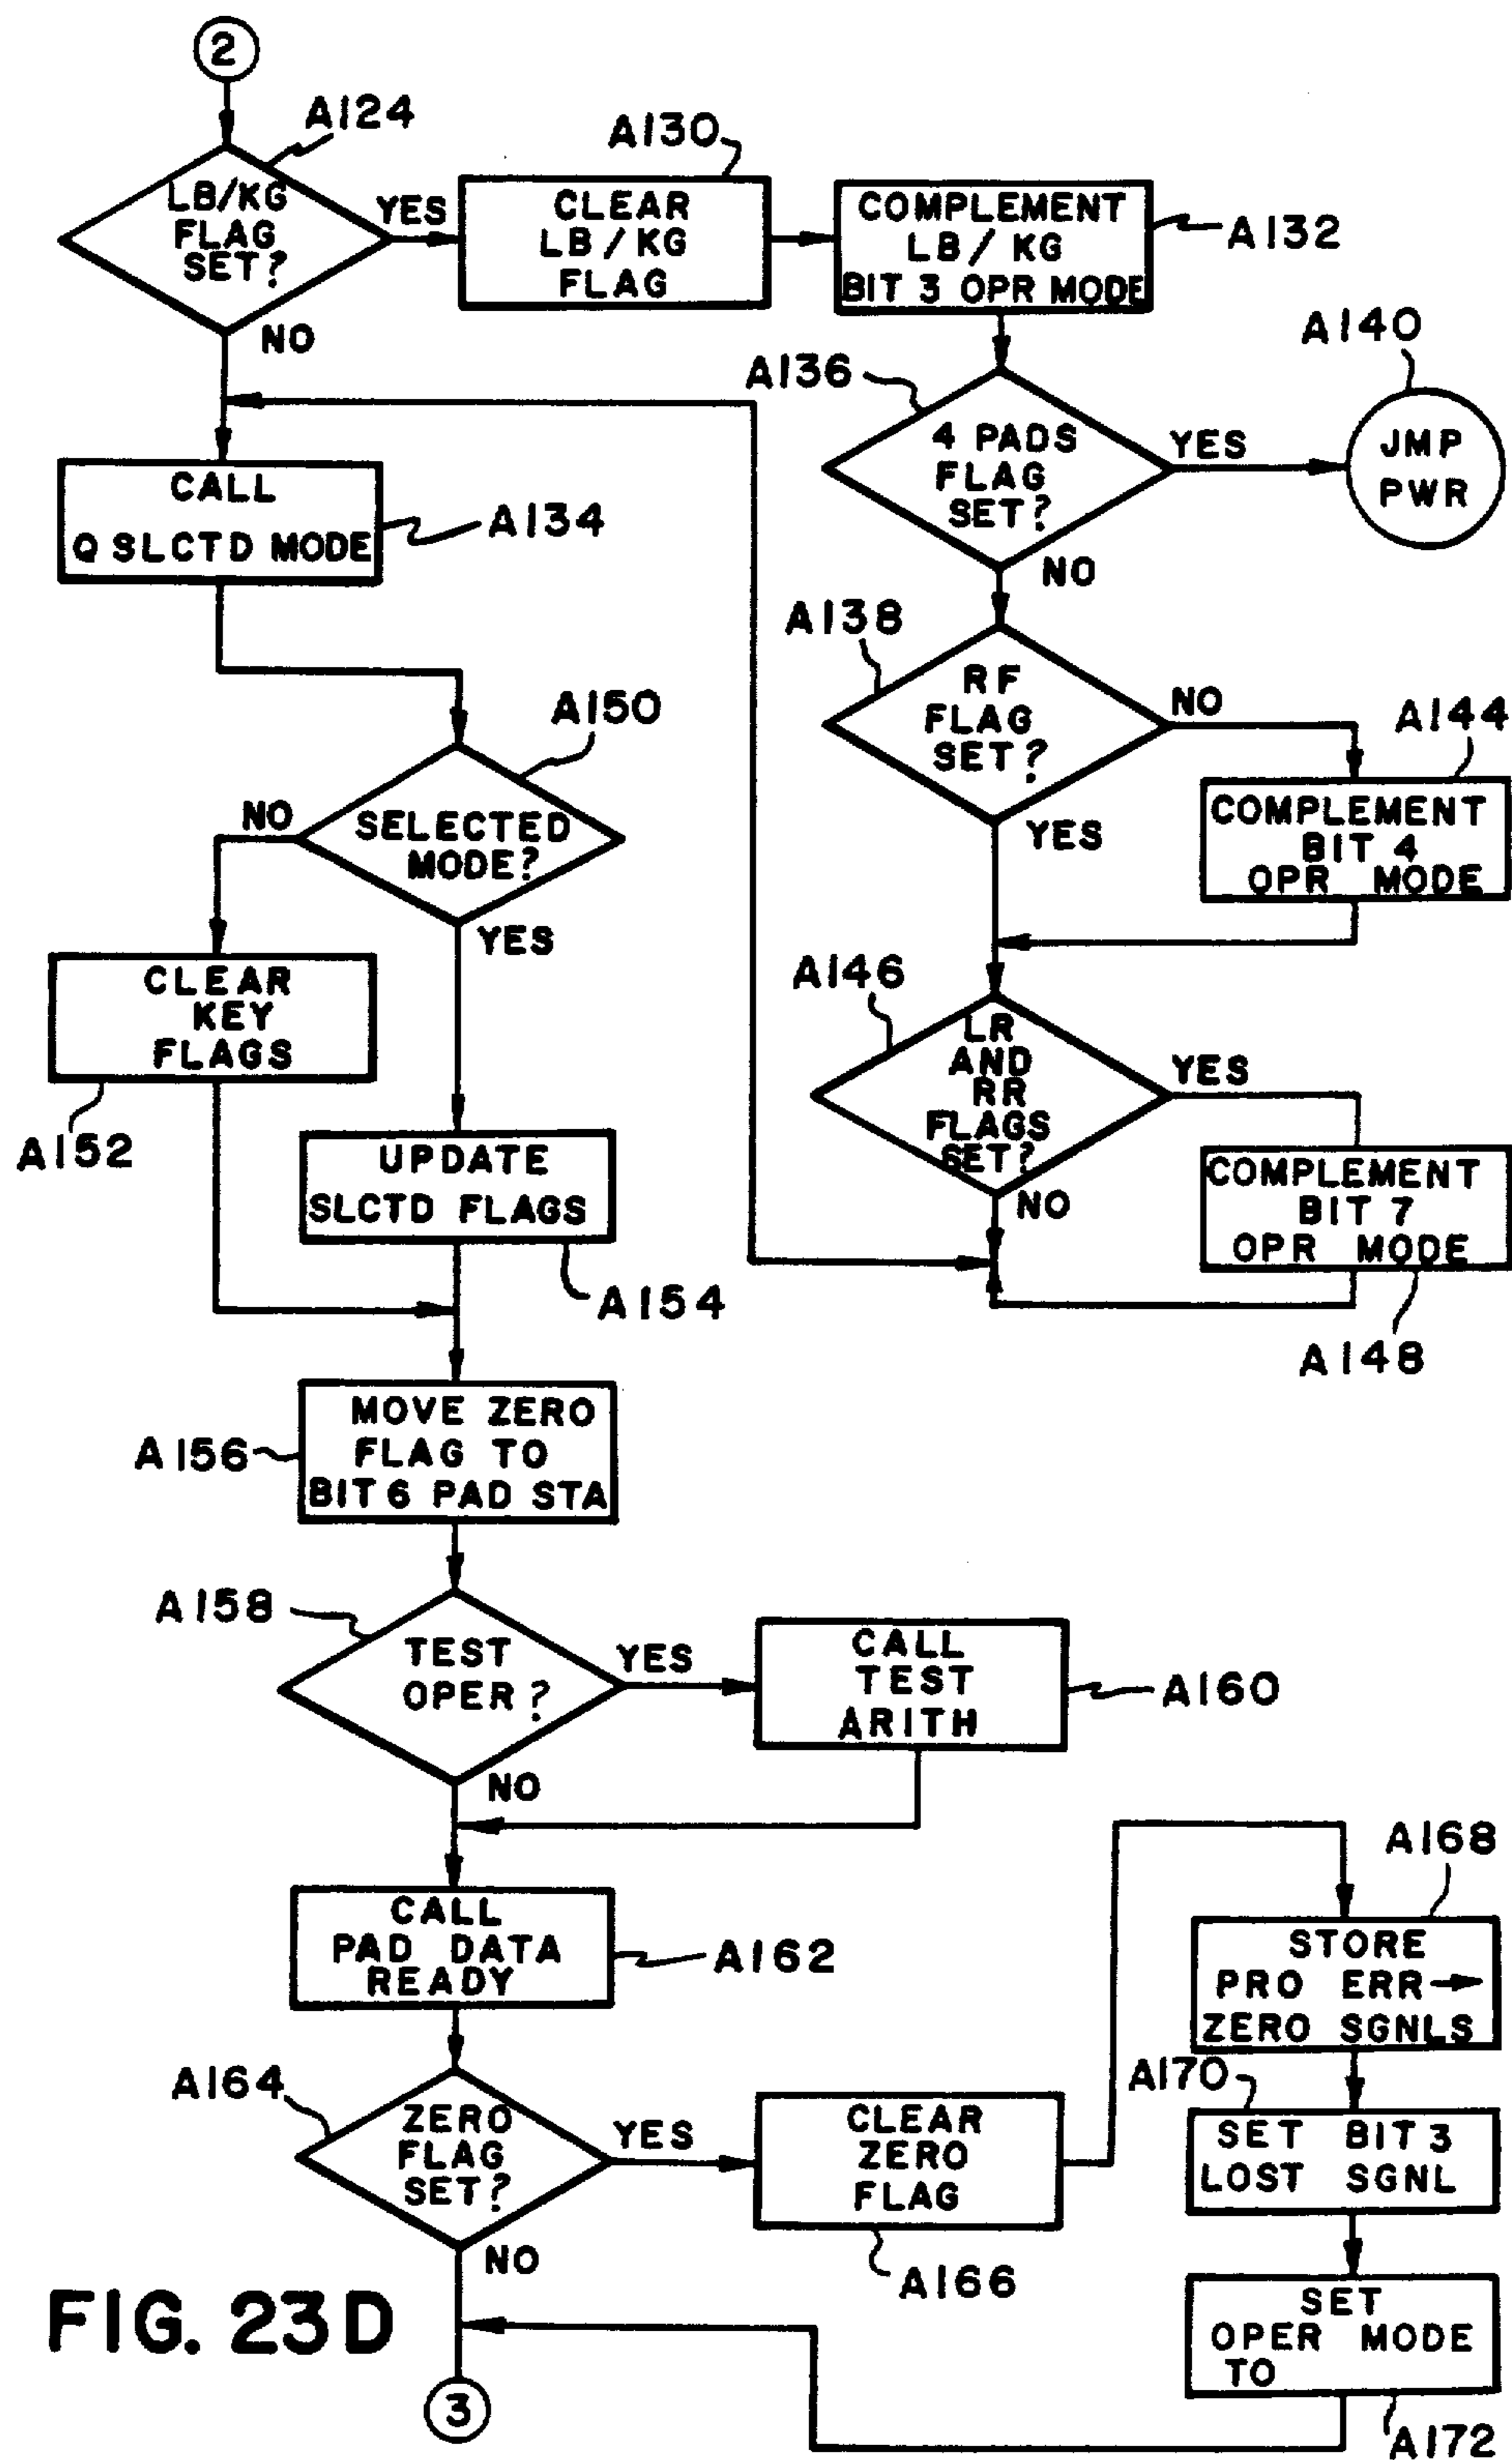 2
A124
LB/KG
FLAG
SET?
YES
NO
A130
CLEAR
LB/KG
FLAG
COMPLEMENT
LB/KG
BIT 3 OPR MODE
A132
A136
4 PADS
FLAG
SET?
YES
NO
A140
JMP
PWR
CALL
Q SLCTD MODE
A134
A138
RF
FLAG
SET?
NO
YES
A144
COMPLEMENT
BIT 4
OPR MODE
A150
SELECTED
MODE?
NO
YES
CLEAR
KEY
FLAGS
A152
A146
LR
AND
RR
FLAGS
SET?
YES
NO
COMPLEMENT
BIT 7
OPR MODE
A148
UPDATE
SLCTD FLAGS
A154
A156
MOVE ZERO
FLAG TO
BIT 6 PAD STA
A158
TEST
OPER?
YES
NO
CALL
TEST
ARITH
A160
CALL
PAD DATA
READY
A162
A164
ZERO
FLAG
SET?
YES
NO
CLEAR
ZERO
FLAG
A166
A168
STORE
PRO ERR→
ZERO SGNLS
A170
SET BIT 3
LOST SGNL
SET
OPER MODE
TO
A172
3
FIG. 23D